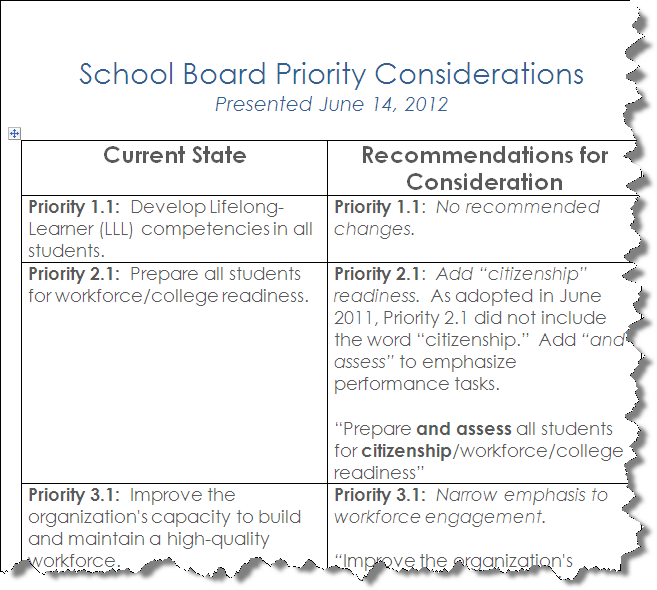 School Board Priority Considerations
Presented June 14, 2012
Current State
Recommendations for
Consideration
Priority 1.1:  Develop Lifelong-
Learner (LLL) competencies in all
students.
Priority 1.1:  No recommended
changes.
Priority 2.1:  Prepare all students
for workforce/college readiness.
Priority 2.1:  Add “citizenship”
readiness.  As adopted in June
2011, Priority 2.1 did not include
the word “citizenship.”  Add “and
assess” to emphasize
performance tasks.
“Prepare and assess all students
for citizenship/workforce/college
readiness”
Priority 3.1:  Improve the
organization's capacity to build
and maintain a high-quality
workforce.
Priority 3.1:  Narrow emphasis to
workforce engagement.
“Improve the organization's